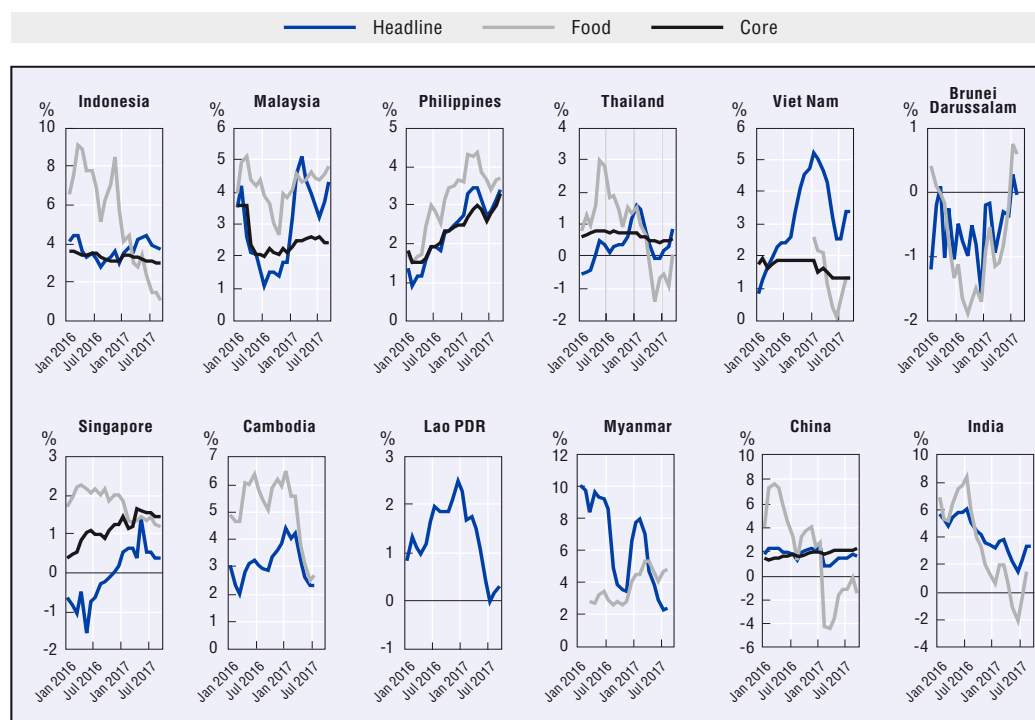 Headline Food Core
Indonesia
%
10
8
6
4
2
0
Jan 2016
Jul 2016
Jan 2017
Jul 2017
Malaysia
%
6
5
4
3
2
1
0
Jan 2016
Jul 2016
Jan 2017
Jul 2017
Philippines
%
5
4
3
2
1
0
Jan 2016
Jul 2016
Jan 2017
Jul 2017
Thailand
%
4
3
2
1
0
-1
-2
Jan 2016
Jul 2016
Jan 2017
Jul 2017
Viet Nam
%
6
5
4
3
2
1
0
Jan 2016
Jul 2016
Jan 2017
Jul 2017
Brunei
Darussalam
%
1
0
-1
-2
Jan 2016
Jul 2016
Jan 2017
Jul 2017
Singapore
%
3
2
1
0
-1
-2
Jan 2016
Jul 2016
Jan 2017
Jul 2017
Cambodia
%
7
6
5
4
3
2
1
0
Jan 2016
Jul 2016
Jan 2017
Jul 2017
Lao PDR
%
3
2
1
0
-1
Jan 2016
Jul 2016
Jan 2017
Jul 2017
Myanmar
%
12
10
8
6
4
2
0
Jan 2016
Jul 2016
Jan 2017
Jul 2017
China
%
10
8
6
4
2
0
-2
-4
-6
Jan 2016
Jul 2016
Jan 2017
Jul 2017
India
%
10
8
6
4
2
0
-2
-4
Jan 2016
Jul 2016
Jan 2017
Jul 2017